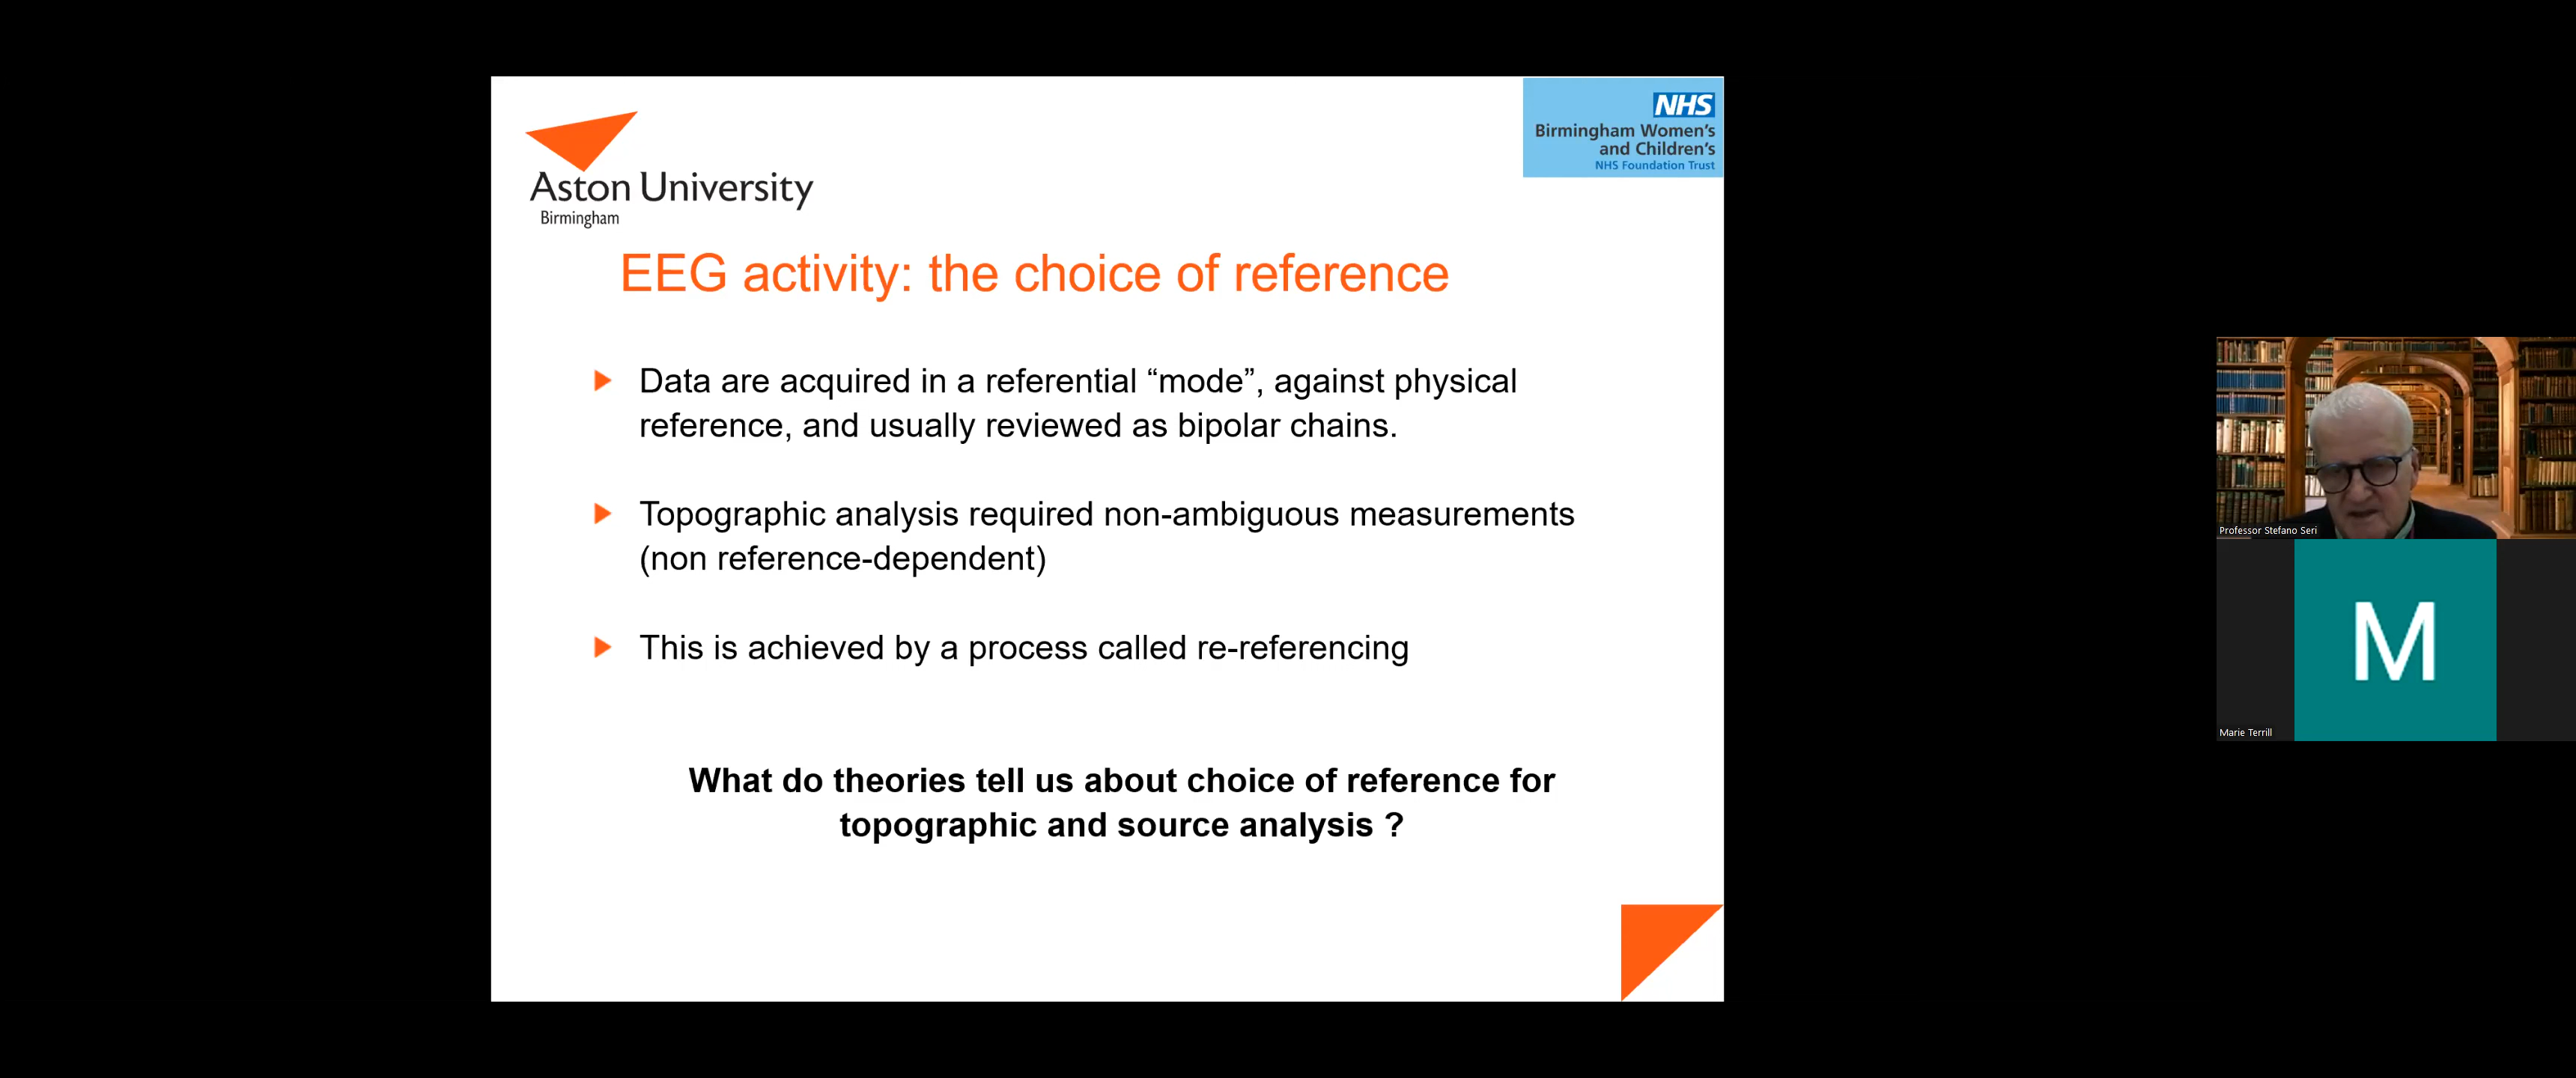 Aston University
Birmingham
NHS
Birmingham Women's
and Children's
NHS Foundation Trust
EEG activity: the choice of reference
Data are acquired in a referential “mode”, against physical
reference, and usually reviewed as bipolar chains.
Topographic analysis required non-ambiguous measurements
(non reference-dependent)
This is achieved by a process called re-referencing
What do theories tell us about choice of reference for
topographic and source analysis ?
Professor Stefano Seri
M
Marie Terrill